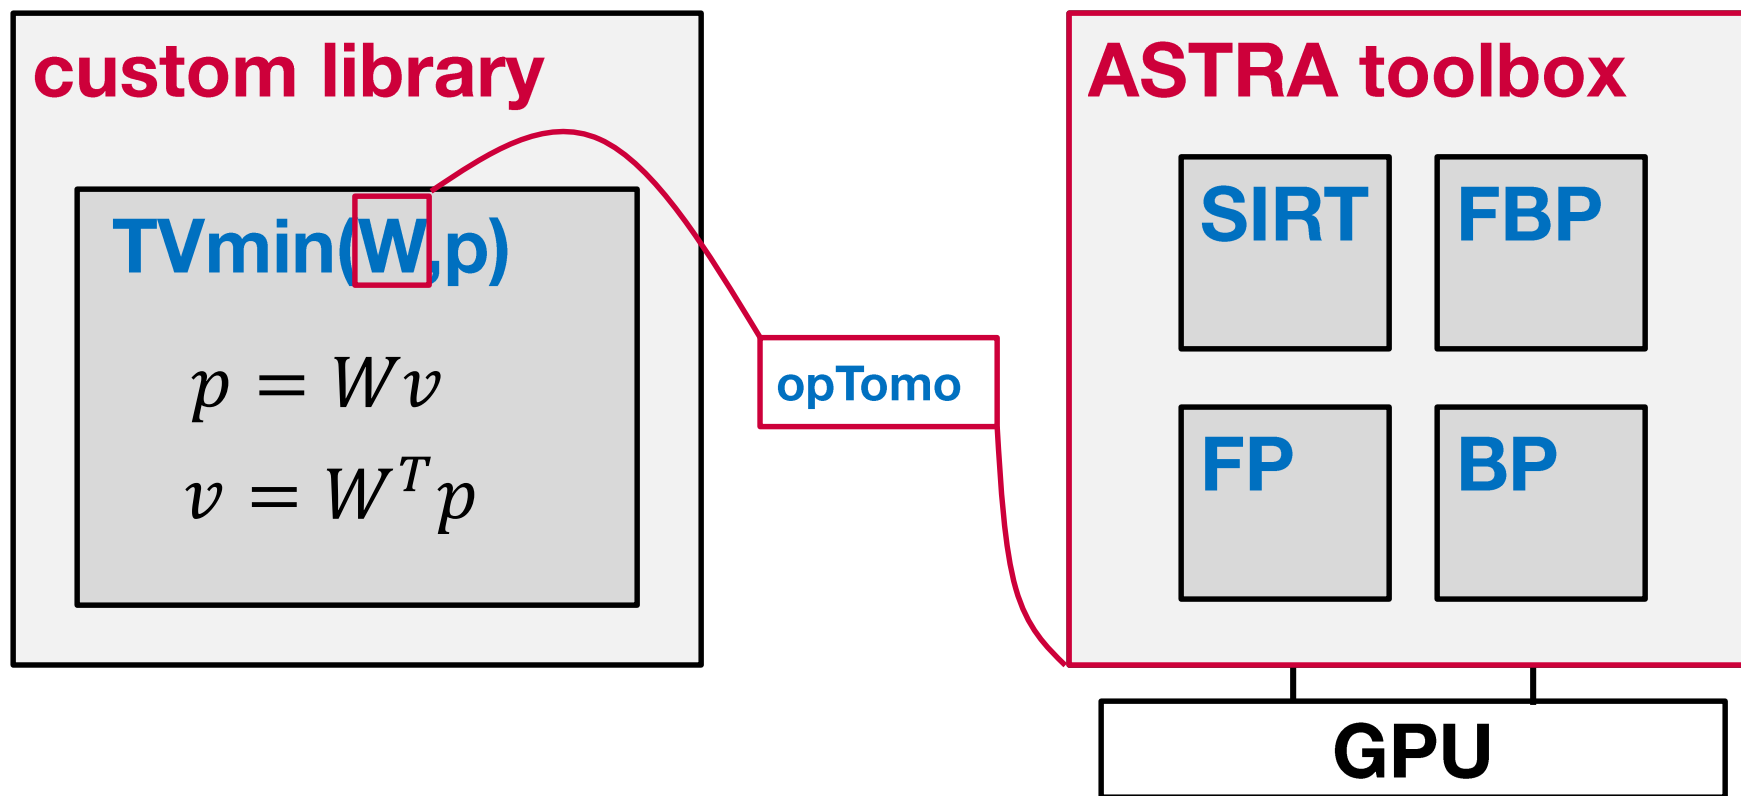 custom library
TVmin(W,p)
p = Wv
v = W^T p
opTomo
ASTRA toolbox
SIRT
FBP
FP
BP
GPU